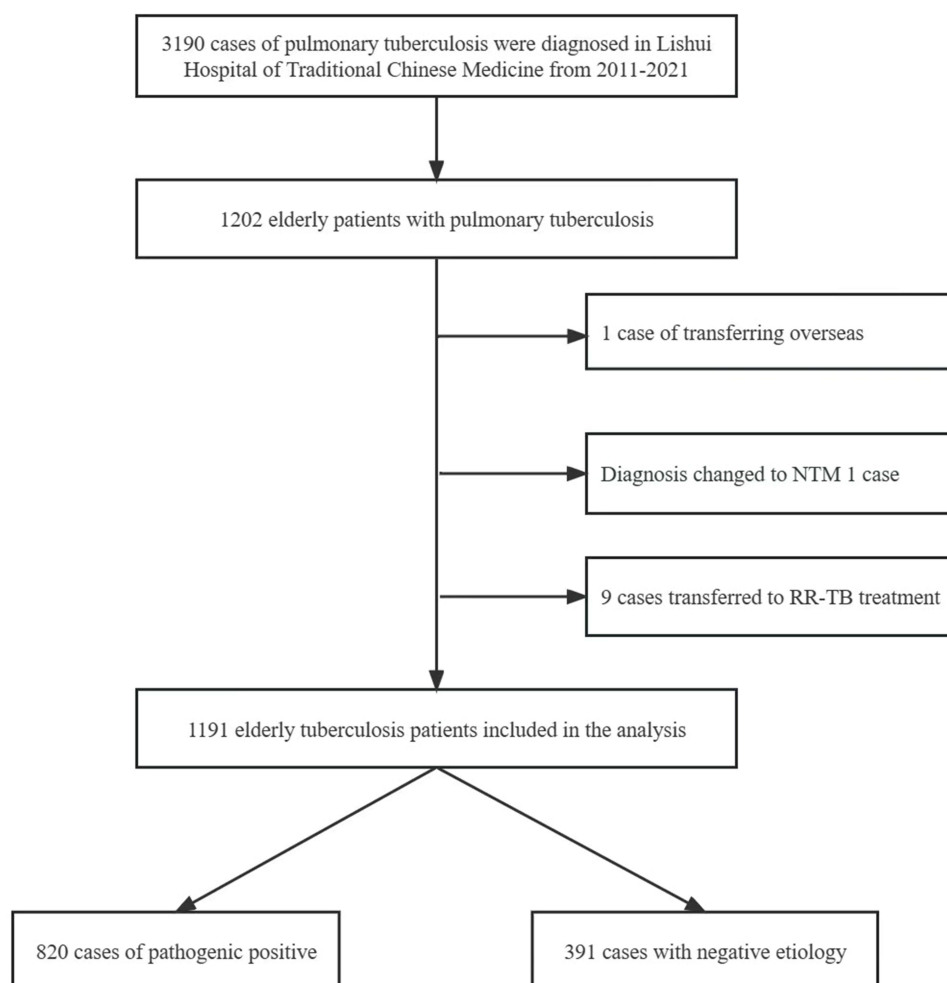 3190 cases of pulmonary tuberculosis were diagnosed in Lishui
Hospital of Traditional Chinese Medicine from 2011-2021
1202 elderly patients with pulmonary tuberculosis
1 case of transferring overseas
Diagnosis changed to NTM 1 case
9 cases transferred to RR-TB treatment
1191 elderly tuberculosis patients included in the analysis
820 cases of pathogenic positive
391 cases with negative etiology